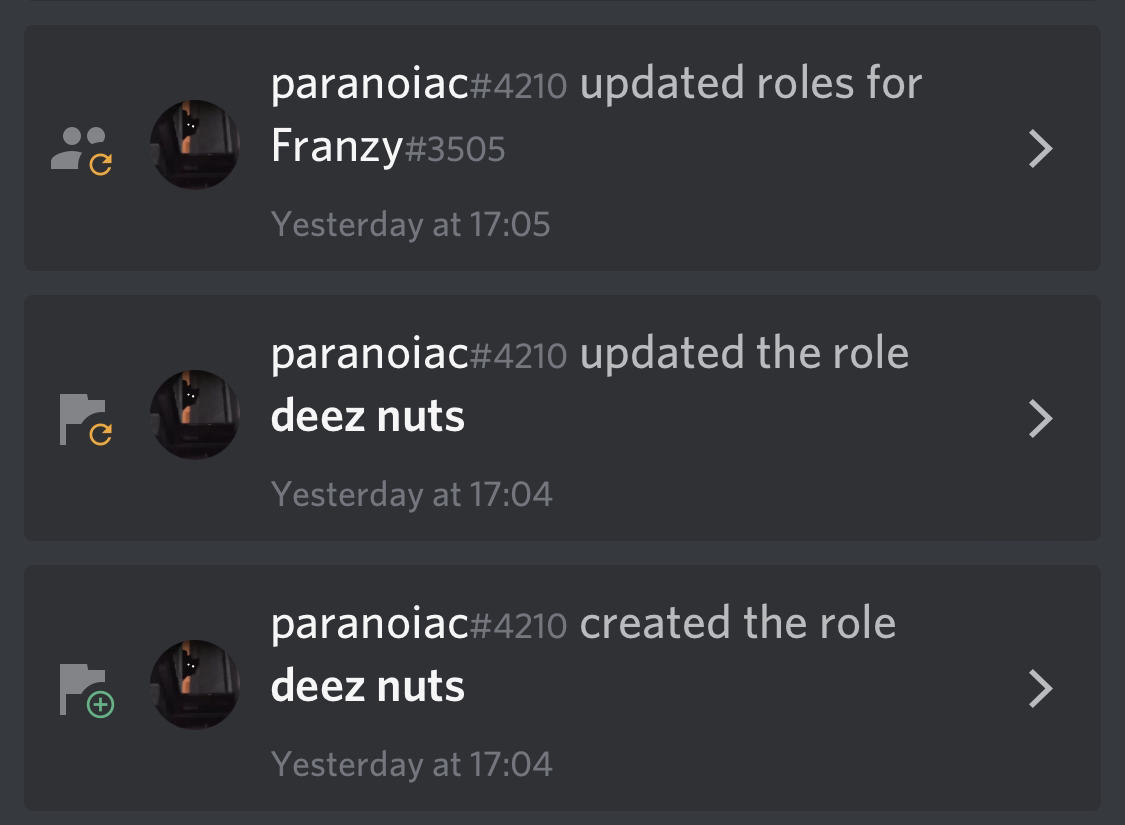 paranoiac#4210 updated roles for
Franzy#3505
Yesterday at 17:05
paranoiac#4210 updated the role
deez nuts
Yesterday at 17:04
paranoiac#4210 created the role
deez nuts
Yesterday at 17:04